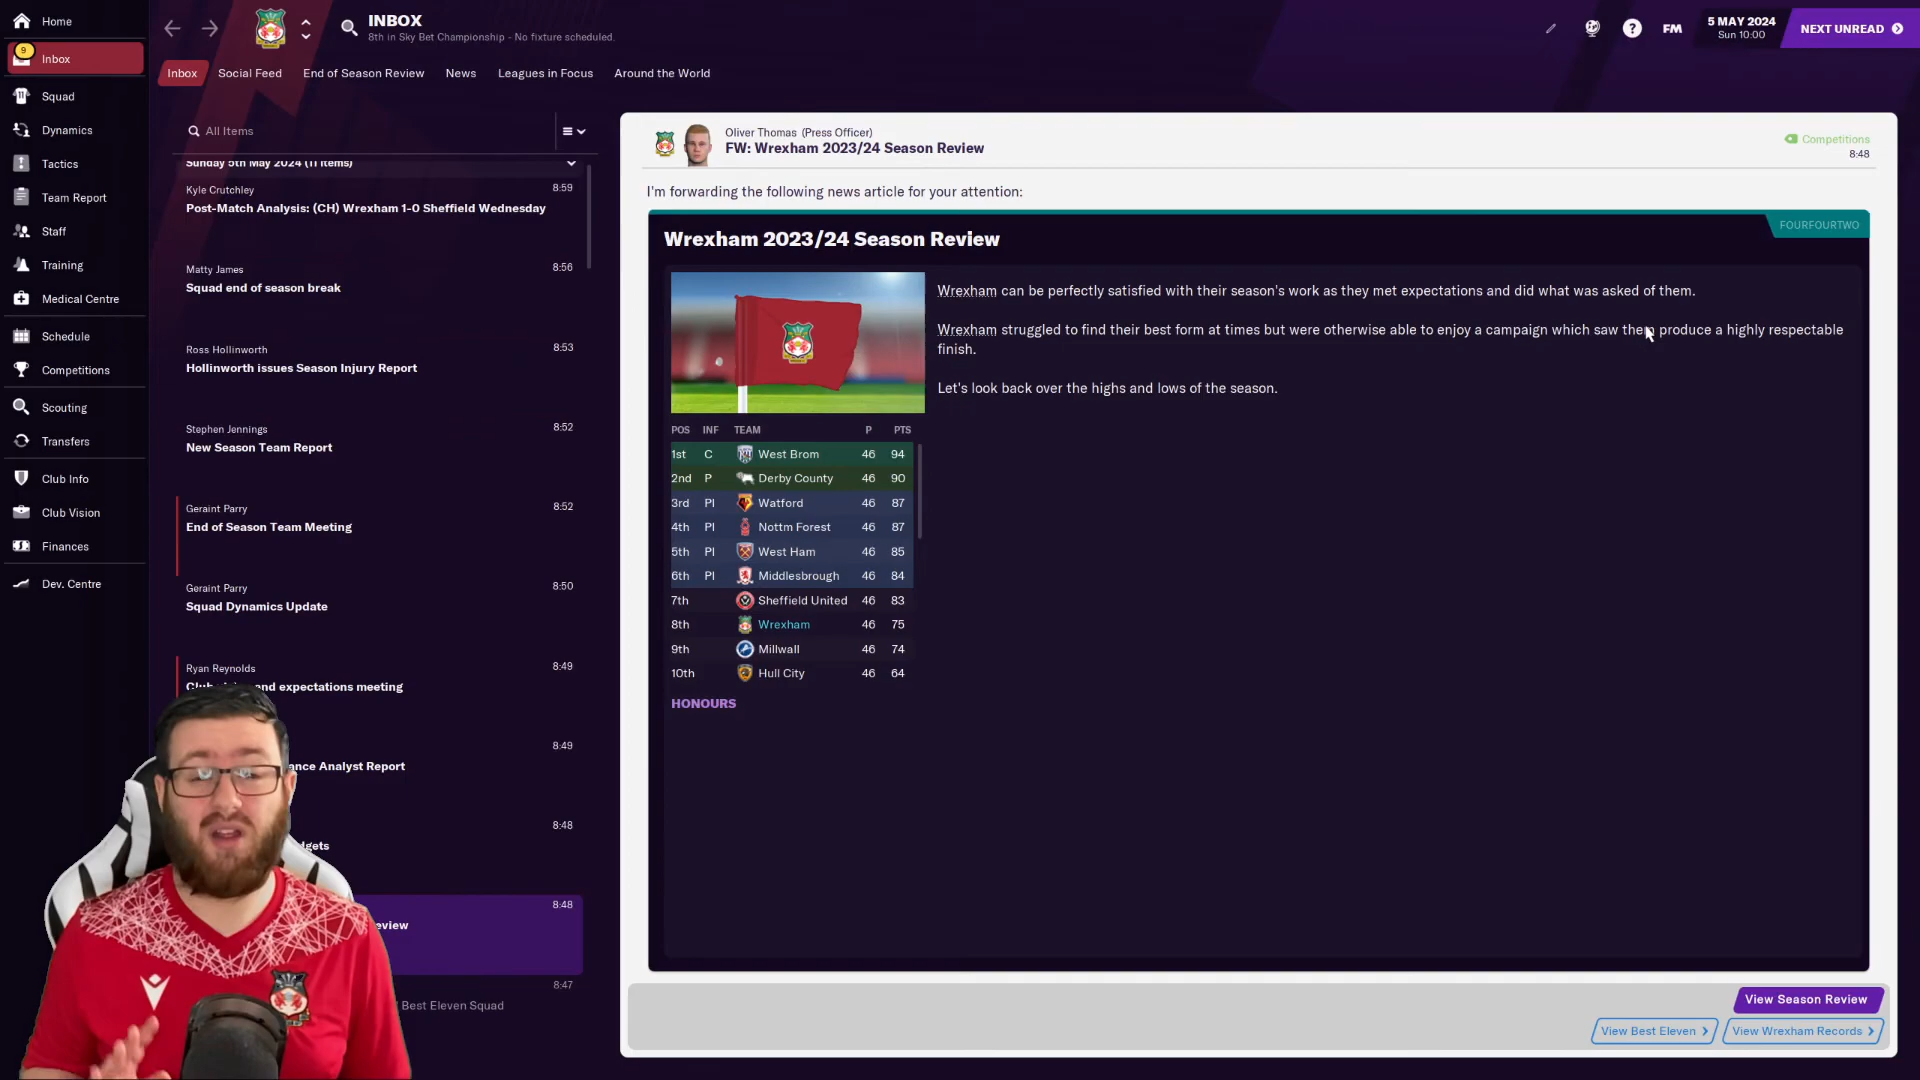 Home
INBOX
8th in Sky Bet Championship - No fixture scheduled.
FM
5 MAY 2024
Sun 10:00
NEXT UNREAD
9
Inbox
Squad
Dynamics
Tactics
Team Report
Staff
Training
Medical Centre
Schedule
Competitions
Scouting
Transfers
Club Info
Club Vision
Finances
Dev. Centre
Inbox
Social Feed
End of Season Review
News
Leagues in Focus
Around the World
All Items
Sunday 5th May 2024 (11 items)
Kyle Crutchley 8:59
Post-Match Analysis: (CH) Wrexham 1-0 Sheffield Wednesday
Matty James 8:56
Squad end of season break
Ross Hollinworth 8:53
Hollinworth issues Season Injury Report
Stephen Jennings 8:52
New Season Team Report
Geraint Parry 8:52
End of Season Team Meeting
Geraint Parry 8:50
Squad Dynamics Update
Ryan Reynolds 8:49
and expectations meeting
8:49
ance Analyst Report
8:48
dgets
8:48
eview
8:47
Best Eleven Squad
Oliver Thomas (Press Officer)
FW: Wrexham 2023/24 Season Review
Competitions
8:48
I'm forwarding the following news article for your attention:
FOURFOURTWO
Wrexham 2023/24 Season Review
Wrexham can be perfectly satisfied with their season's work as they met expectations and did what was asked of them.
Wrexham struggled to find their best form at times but were otherwise able to enjoy a campaign which saw them produce a highly respectable
finish.
Let's look back over the highs and lows of the season.
POS INF TEAM P PTS
1st C West Brom 46 94
2nd P Derby County 46 90
3rd Pl Watford 46 87
4th Pl Nottm Forest 46 87
5th Pl West Ham 46 85
6th Pl Middlesbrough 46 84
7th Sheffield United 46 83
8th Wrexham 46 75
9th Millwall 46 74
10th Hull City 46 64
HONOURS
View Season Review
View Best Eleven
View Wrexham Records